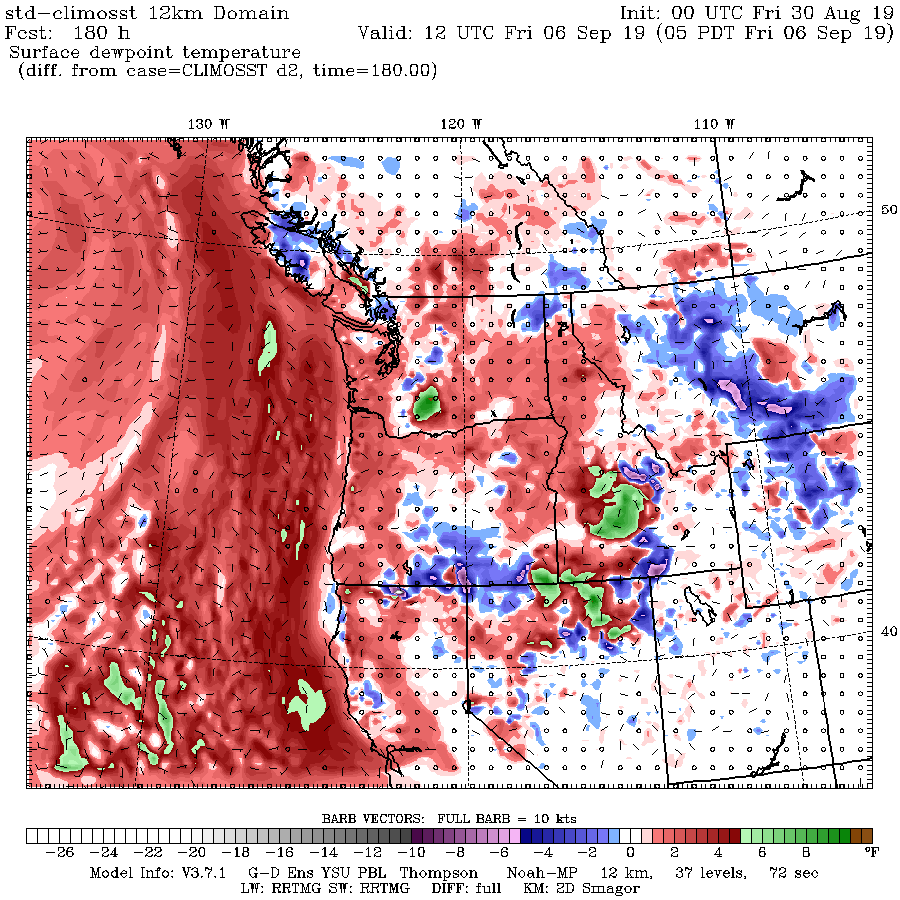 std-climosst 12km Domain Init: 00 UTC Fri 30 Aug 19
Fcst: 180 h Valid: 12 UTC Fri 06 Sep 19 (05 PDT Fri 06 Sep 19)
Surface dewpoint temperature
(diff. from case=CLIMOSST d2, time=180.00)
130 W 120 W 110 W
50
40
BARB VECTORS: FULL BARB = 10 kts
-26 -24 -22 -20 -18 -16 -14 -12 -10 -8 -6 -4 -2 0 2 4 6 8 °F
Model Info: V3.7.1 G-D Ens YSU PBL Thompson Noah-MP 12 km, 37 levels, 72 sec
LW: RRTMG SW: RRTMG DIFF: full KM: 2D Smagor